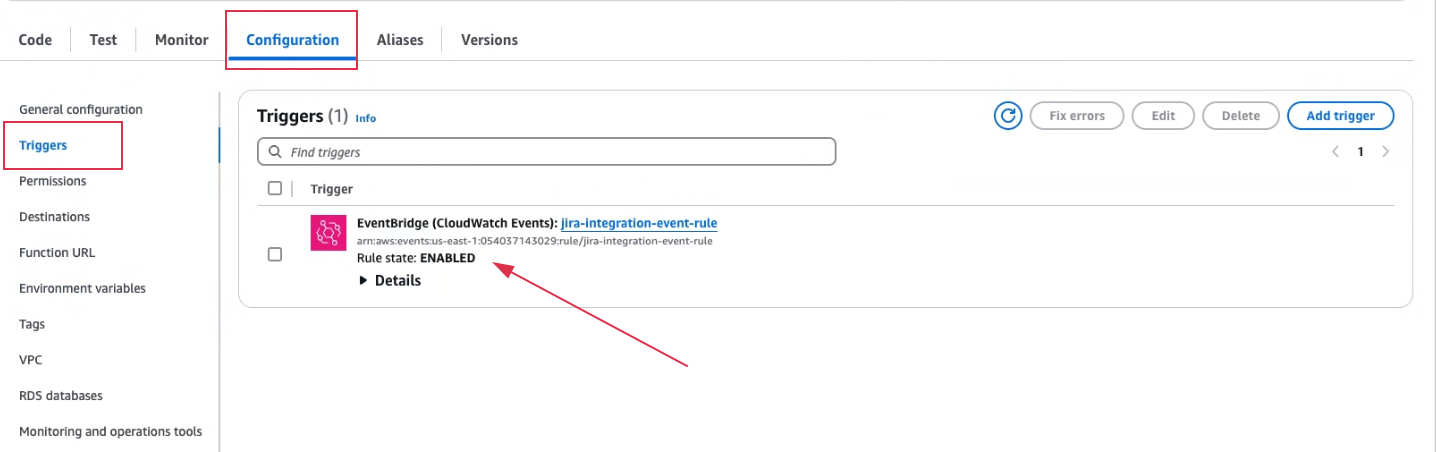 Code Test Monitor Configuration Aliases Versions
General configuration
Triggers
Permissions
Destinations
Function URL
Environment variables
Tags
VPC
RDS databases
Monitoring and operations tools
Triggers (1) Info
Fix errors Edit Delete Add trigger
Find triggers
1
Trigger
EventBridge (CloudWatch Events): jira-integration-event-rule
arn:aws:events:us-east-1:054037143029:rule/jira-integration-event-rule
Rule state: ENABLED
Details